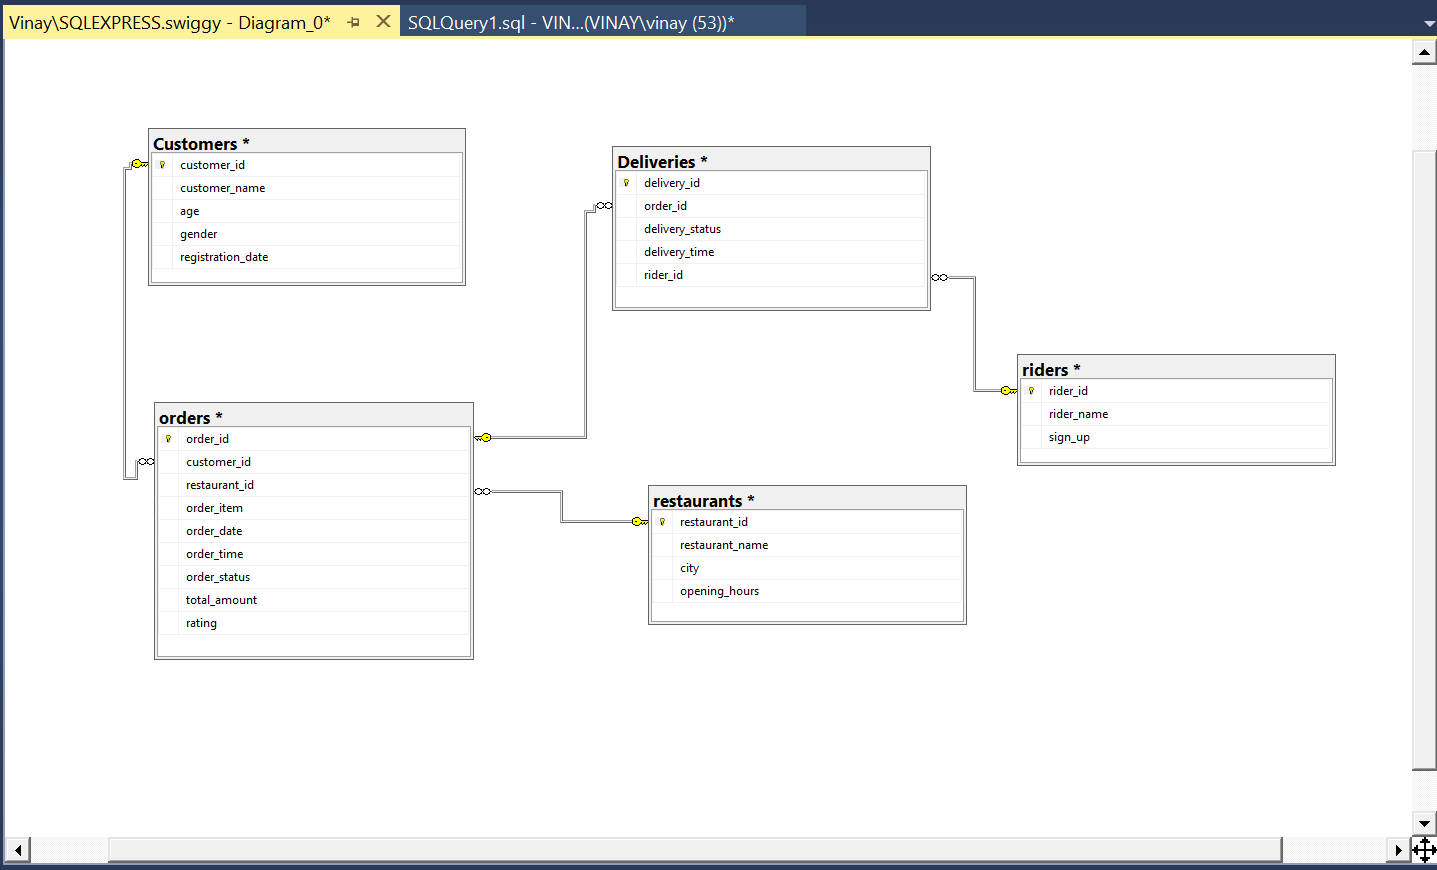 Vinay\SQLEXPRESS.swiggy - Diagram_0*
SQLQuery1.sql - VIN...(VINAY\vinay (53))*
Customers *
customer_id
customer_name
age
gender
registration_date
Deliveries *
delivery_id
order_id
delivery_status
delivery_time
rider_id
riders *
rider_id
rider_name
sign_up
orders *
order_id
customer_id
restaurant_id
order_item
order_date
order_time
order_status
total_amount
rating
restaurants *
restaurant_id
restaurant_name
city
opening_hours